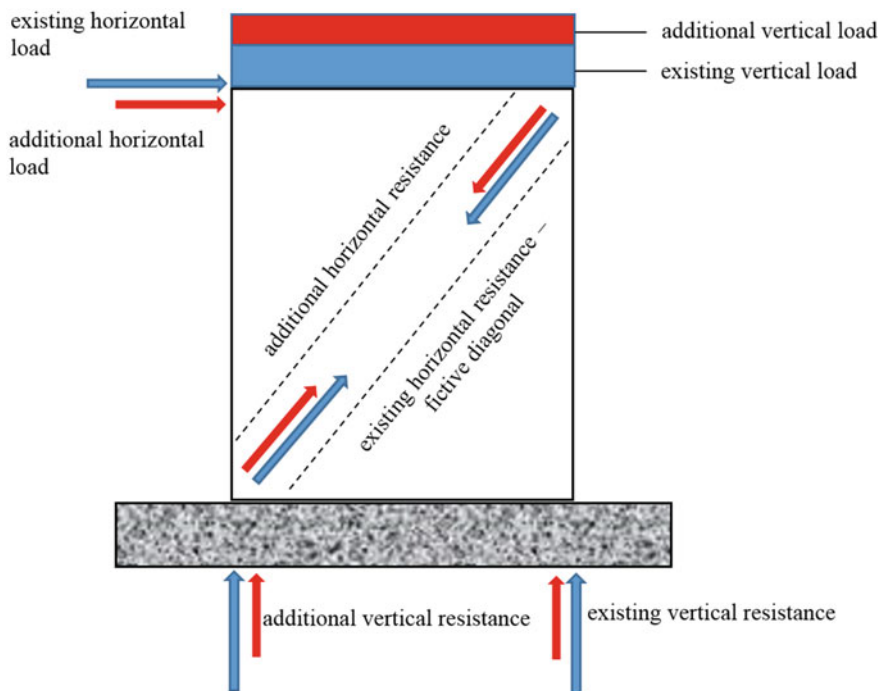 existing horizontal
load
additional vertical load
existing vertical load
additional horizontal
load
additional horizontal resistance
existing horizontal resistance –
fictive diagonal
additional vertical resistance
existing vertical resistance